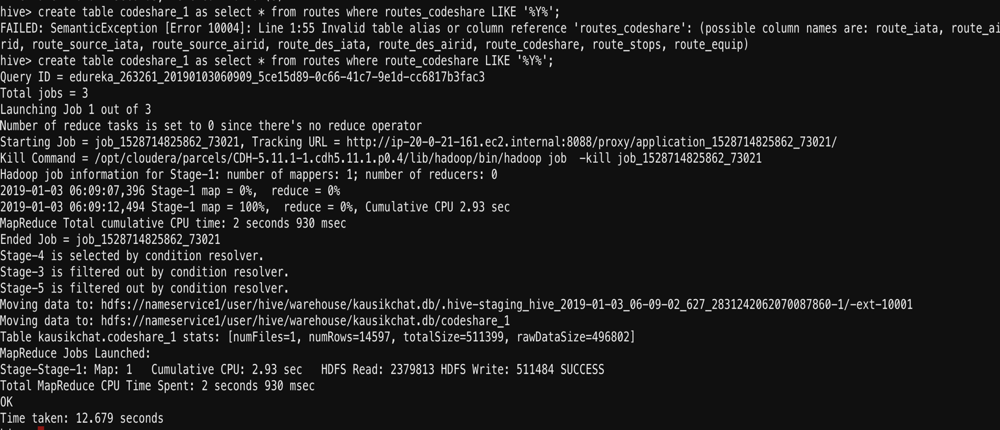 hive> create table codeshare_1 as select * from routes where routes_codeshare LIKE '%Y%';
FAILED: SemanticException [Error 10004]: Line 1:55 Invalid table alias or column reference 'routes_codeshare': (possible column names are: route_iata, route_ai
rid, route_source_iata, route_source_airid, route_des_iata, route_des_airid, route_codeshare, route_stops, route_equip)
hive> create table codeshare_1 as select * from routes where route_codeshare LIKE '%Y%';
Query ID = edureka_263261_20190103060909_5ce15d89-0c66-41c7-9e1d-cc6817b3fac3
Total jobs = 3
Launching Job 1 out of 3
Number of reduce tasks is set to 0 since there's no reduce operator
Starting Job = job_1528714825862_73021, Tracking URL = http://ip-20-0-21-161.ec2.internal:8088/proxy/application_1528714825862_73021/
Kill Command = /opt/cloudera/parcels/CDH-5.11.1-1.cdh5.11.1.p0.4/lib/hadoop/bin/hadoop job  -kill job_1528714825862_73021
Hadoop job information for Stage-1: number of mappers: 1; number of reducers: 0
2019-01-03 06:09:07,396 Stage-1 map = 0%,  reduce = 0%
2019-01-03 06:09:12,494 Stage-1 map = 100%,  reduce = 0%, Cumulative CPU 2.93 sec
MapReduce Total cumulative CPU time: 2 seconds 930 msec
Ended Job = job_1528714825862_73021
Stage-4 is selected by condition resolver.
Stage-3 is filtered out by condition resolver.
Stage-5 is filtered out by condition resolver.
Moving data to: hdfs://nameservice1/user/hive/warehouse/kausikchat.db/.hive-staging_hive_2019-01-03_06-09-02_627_2831242062070087860-1/-ext-10001
Moving data to: hdfs://nameservice1/user/hive/warehouse/kausikchat.db/codeshare_1
Table kausikchat.codeshare_1 stats: [numFiles=1, numRows=14597, totalSize=511399, rawDataSize=496802]
MapReduce Jobs Launched:
Stage-Stage-1: Map: 1   Cumulative CPU: 2.93 sec   HDFS Read: 2379813 HDFS Write: 511484 SUCCESS
Total MapReduce CPU Time Spent: 2 seconds 930 msec
OK
Time taken: 12.679 seconds